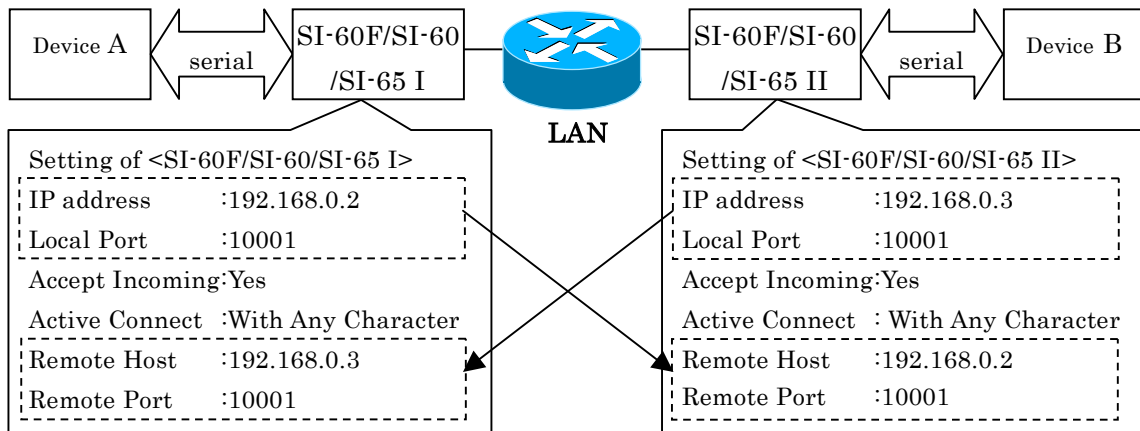 Device A
serial
SI-60F/SI-60
/SI-65 I
LAN
SI-60F/SI-60
/SI-65 II
serial
Device B
Setting of <SI-60F/SI-60/SI-65 I>
IP address :192.168.0.2
Local Port :10001
Accept Incoming:Yes
Active Connect :With Any Character
Remote Host :192.168.0.3
Remote Port :10001
Setting of <SI-60F/SI-60/SI-65 II>
IP address :192.168.0.3
Local Port :10001
Accept Incoming:Yes
Active Connect : With Any Character
Remote Host :192.168.0.2
Remote Port :10001